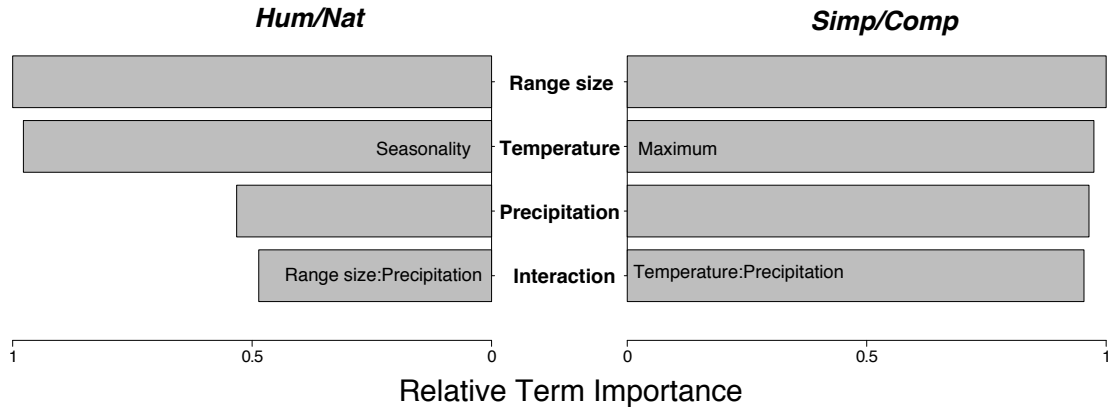 Hum/Nat
Simp/Comp
Range size
Seasonality
Temperature
Maximum
Precipitation
Range size:Precipitation
Interaction
Temperature:Precipitation
1
0.5
0
0
0.5
1
Relative Term Importance